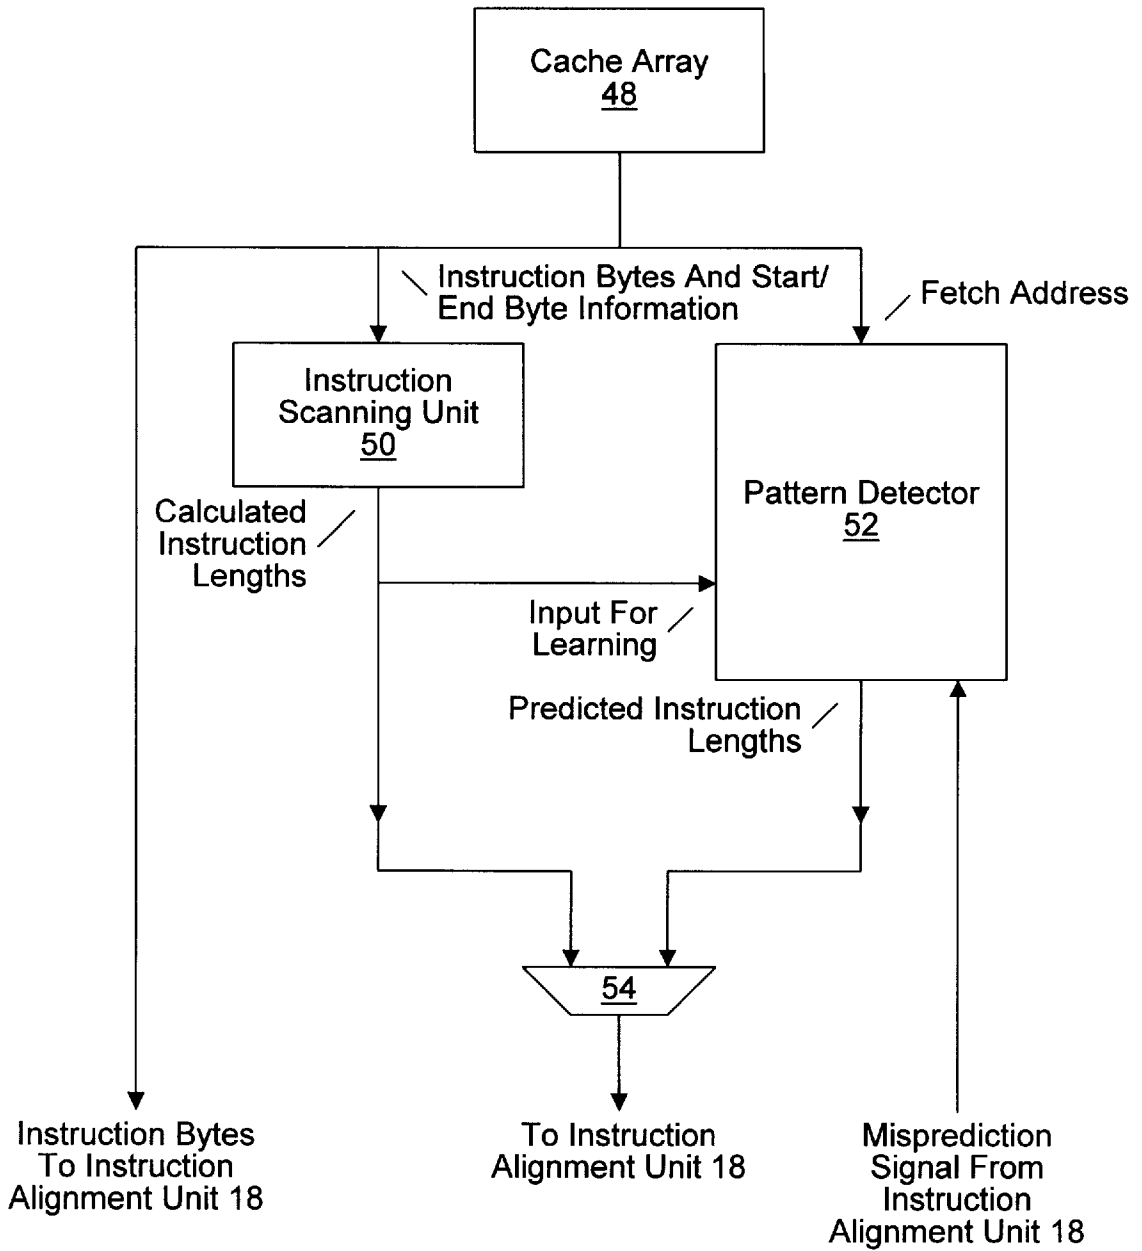 Cache Array
48
Instruction Bytes And Start/
End Byte Information
Fetch Address
Instruction
Scanning Unit
50
Pattern Detector
52
Calculated
Instruction
Lengths
Input For
Learning
Predicted Instruction
Lengths
54
Instruction Bytes
To Instruction
Alignment Unit 18
To Instruction
Alignment Unit 18
Misprediction
Signal From
Instruction
Alignment Unit 18